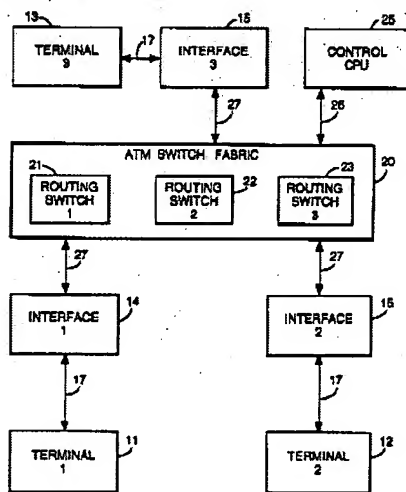 13
TERMINAL
3
17
15
INTERFACE
3
25
CONTROL
CPU
27
26
ATM SWITCH FABRIC
20
21
ROUTING
SWITCH
1
ROUTING
SWITCH
2
22
23
ROUTING
SWITCH
3
27
27
INTERFACE
1
14
INTERFACE
2
15
17
17
TERMINAL
1
11
TERMINAL
2
12